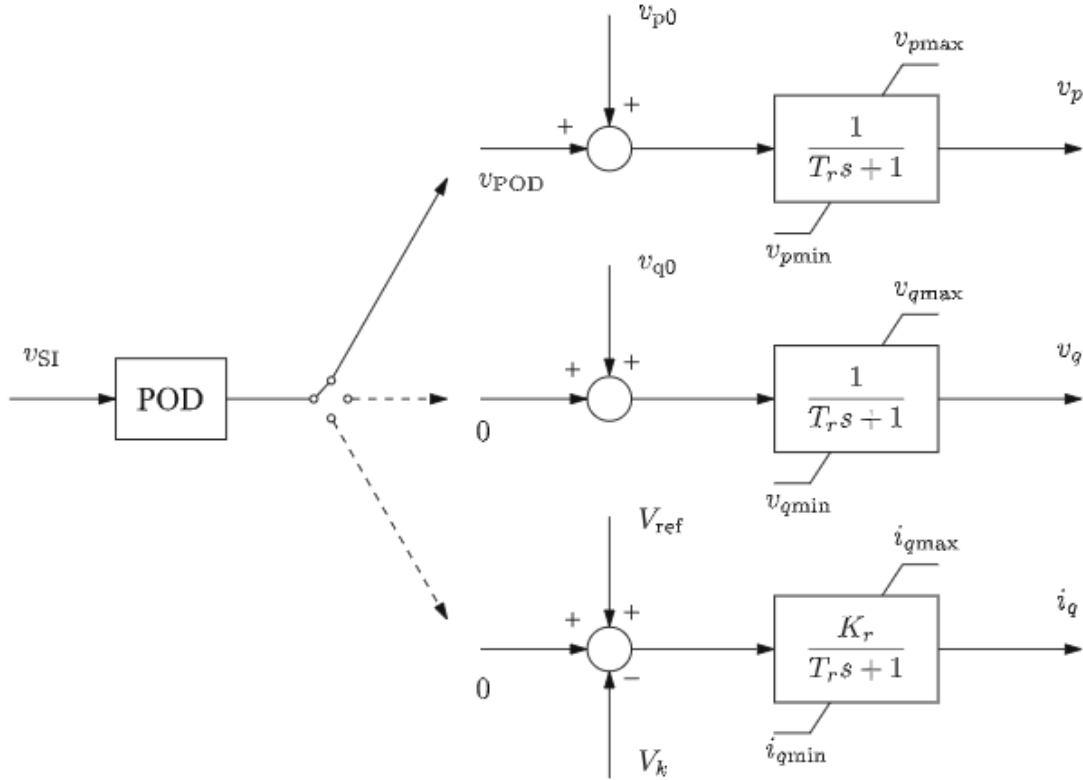 v_p0
v_pmax
v_p
+
+
1
T_r s + 1
v_POD
v_pmin
v_q0
v_qmax
v_SI
v_q
+
+
POD
1
T_r s + 1
0
v_qmin
V_ref
i_qmax
i_q
+
+
K_r
T_r s + 1
0
−
i_qmin
V_k